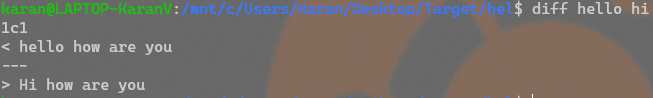 karan@LAPTOP-KaranV:/mnt/c/Users/Karan/Desktop/Target/hel$ diff hello hi
1c1
< hello how are you
---
> Hi how are you